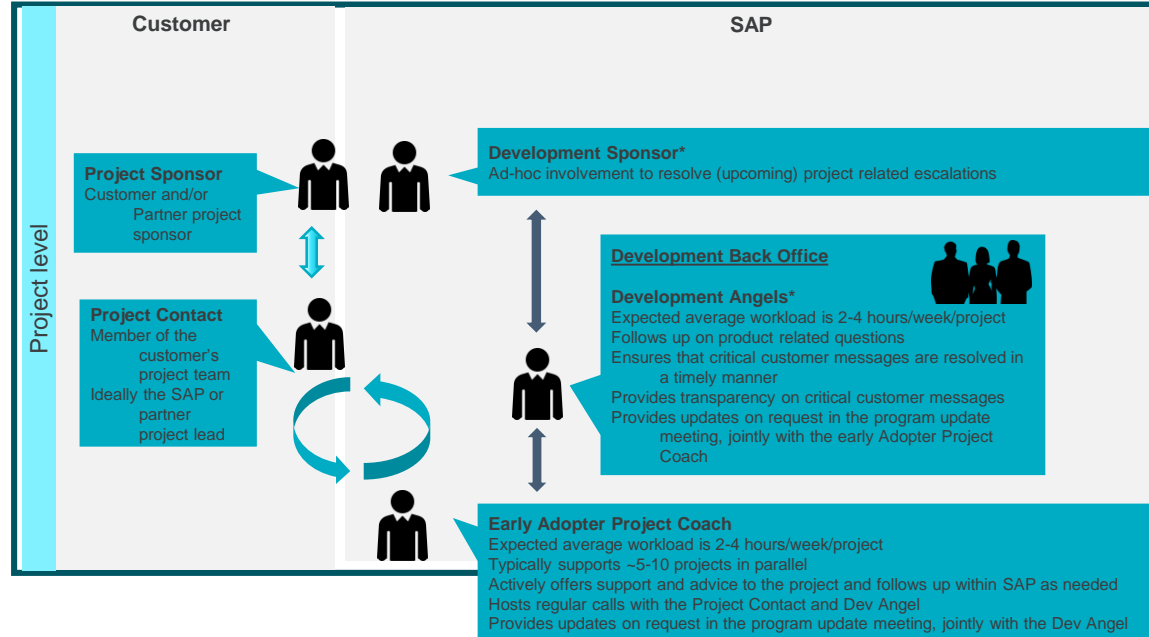 Customer
SAP
Project level
Project Sponsor
Customer and/or
Partner project
sponsor
Development Sponsor*
Ad-hoc involvement to resolve (upcoming) project related escalations
Development Back Office
Development Angels*
Expected average workload is 2-4 hours/week/project
Follows up on product related questions
Ensures that critical customer messages are resolved in
a timely manner
Provides transparency on critical customer messages
Provides updates on request in the program update
meeting, jointly with the early Adopter Project
Coach
Project Contact
Member of the
customer's
project team
Ideally the SAP or
partner
project lead
Early Adopter Project Coach
Expected average workload is 2-4 hours/week/project
Typically supports ~5-10 projects in parallel
Actively offers support and advice to the project and follows up within SAP as needed
Hosts regular calls with the Project Contact and Dev Angel
Provides updates on request in the program update meeting, jointly with the Dev Angel